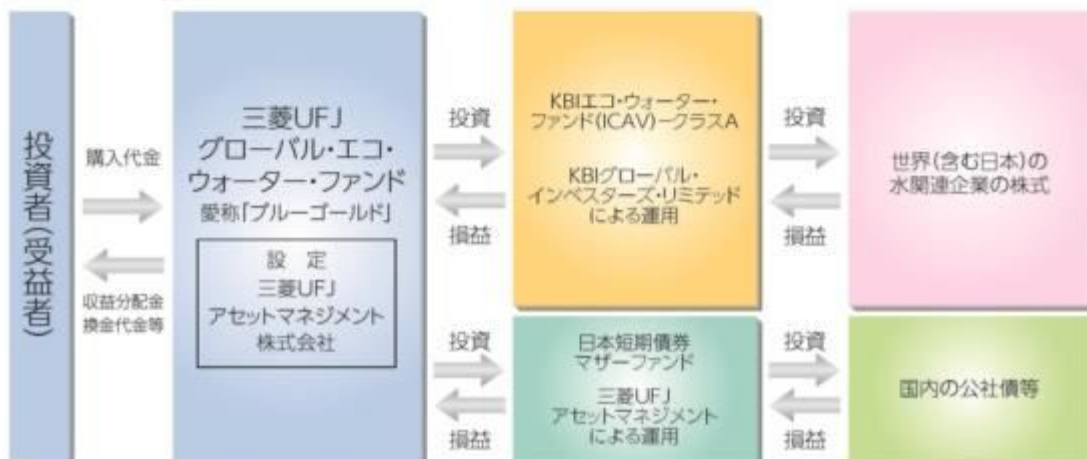 投資者(受益者)
購入代金
収益分配金
換金代金等
三菱UFJ
グローバル・エコ・
ウォーター・ファンド
愛称「ブルーゴールド」
設 定
三菱UFJ
アセットマネジメント
株式会社
投資
損益
投資
損益
KBIエコ・ウォーター・
ファンド(ICAV)ークラスA
KBIグローバル・
インベスターズ・リミテッド
による運用
日本短期債券
マザーファンド
三菱UFJ
アセットマネジメント
による運用
投資
損益
投資
損益
世界(含む日本)の
水関連企業の株式
国内の公社債等